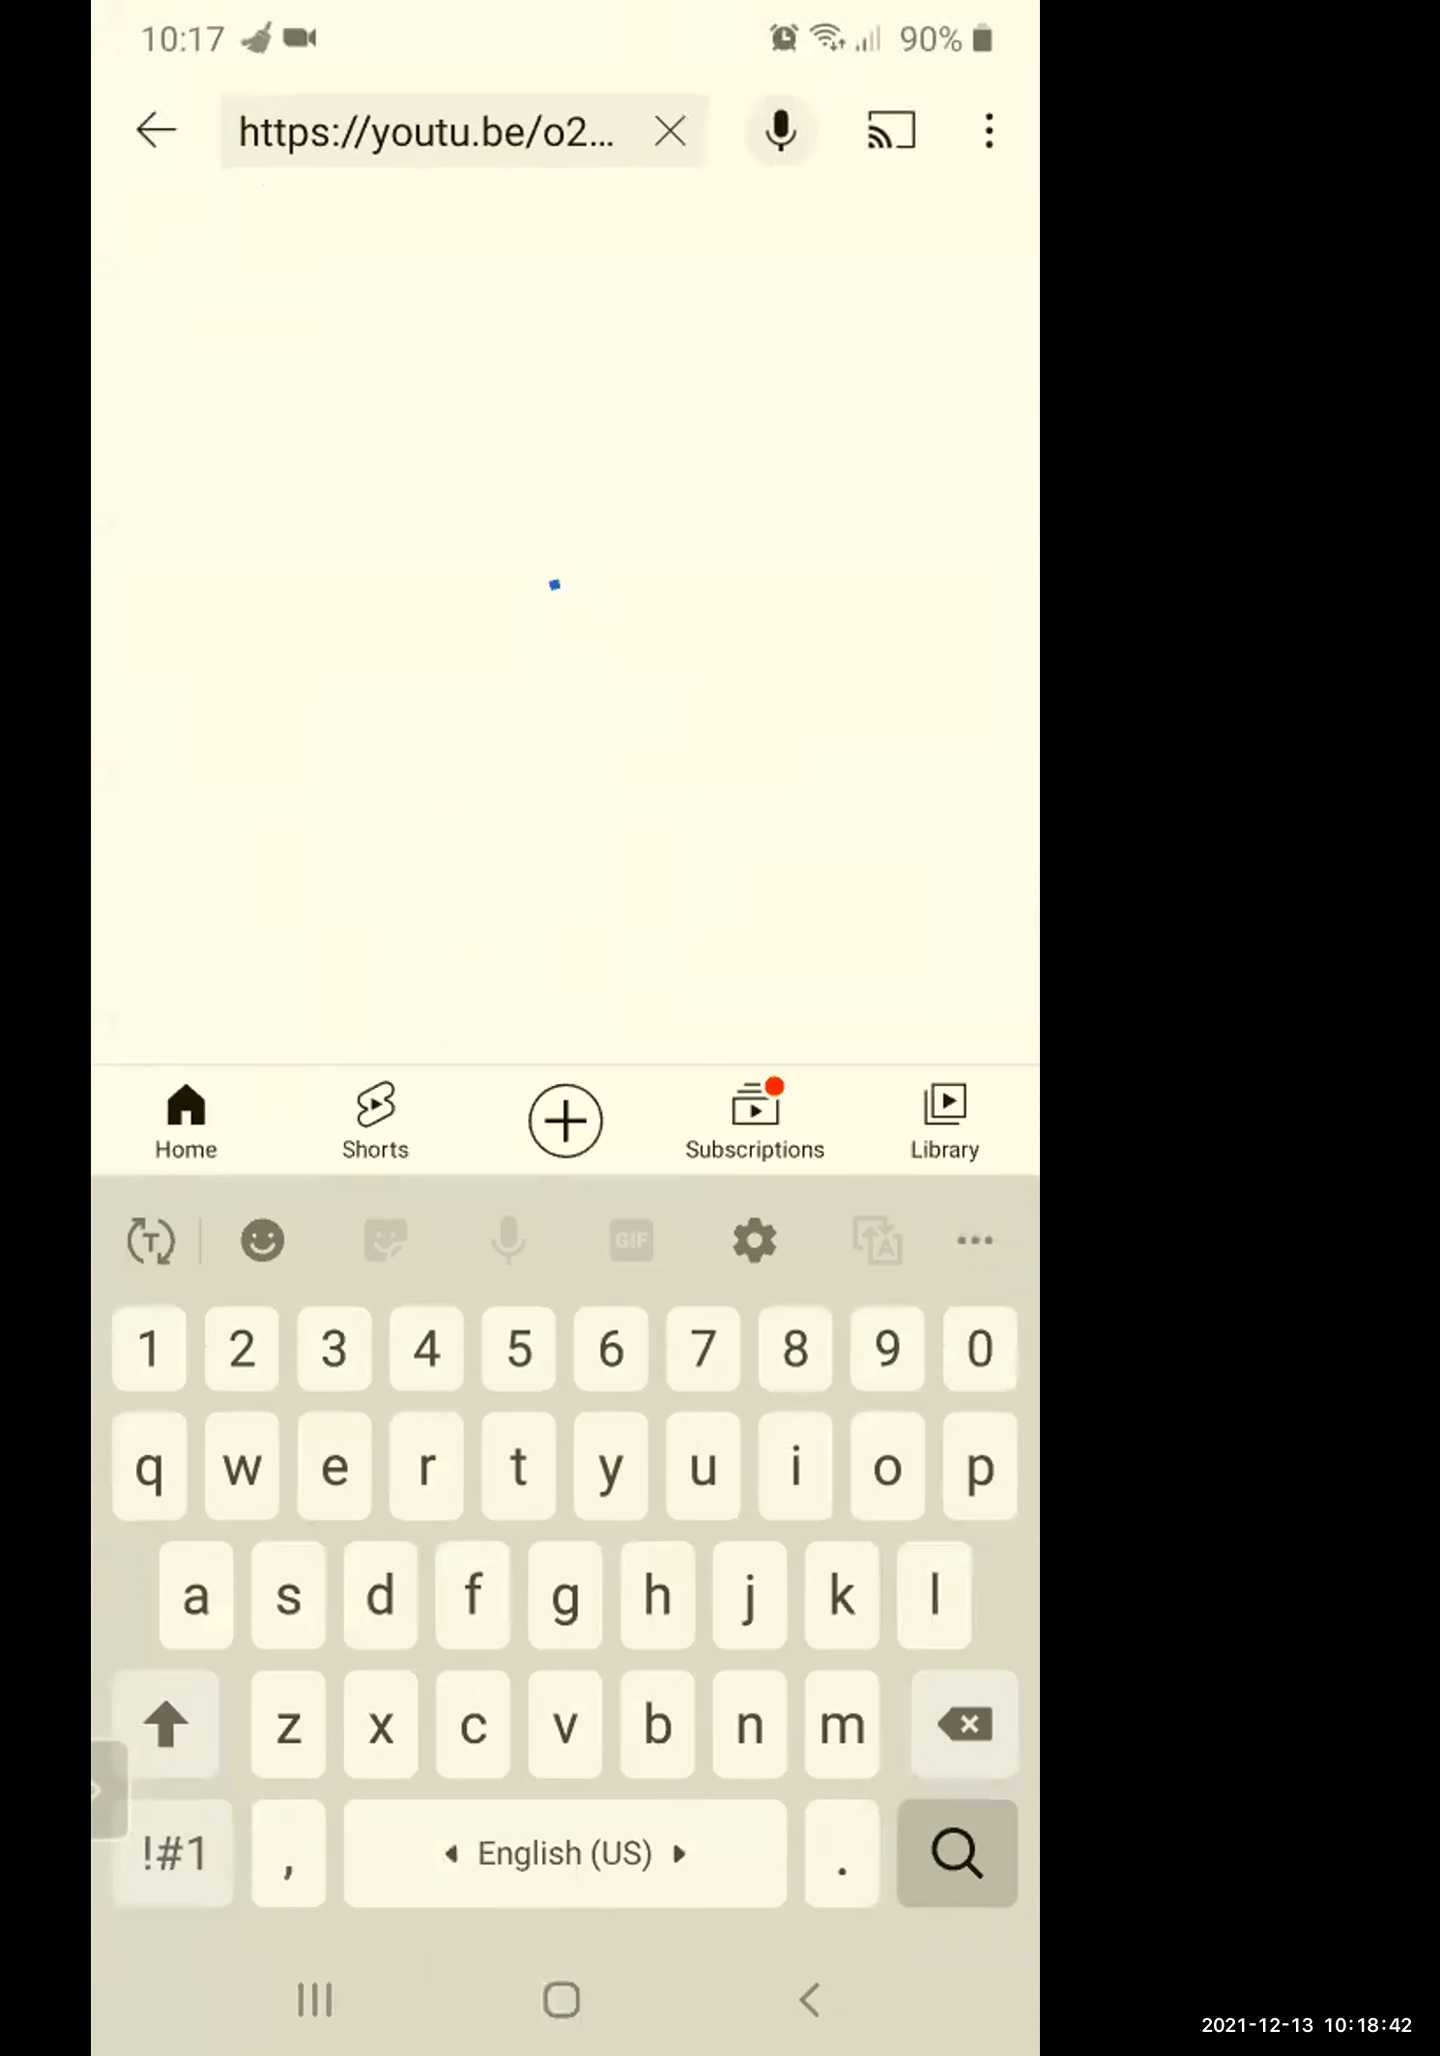 10:17 90%
https://youtu.be/o2...
Home Shorts Subscriptions Library
T GIF A
1 2 3 4 5 6 7 8 9 0
q w e r t y u i o p
a s d f g h j k l
z x c v b n m
!#1 , English (US) .
2021-12-13 10:18:42